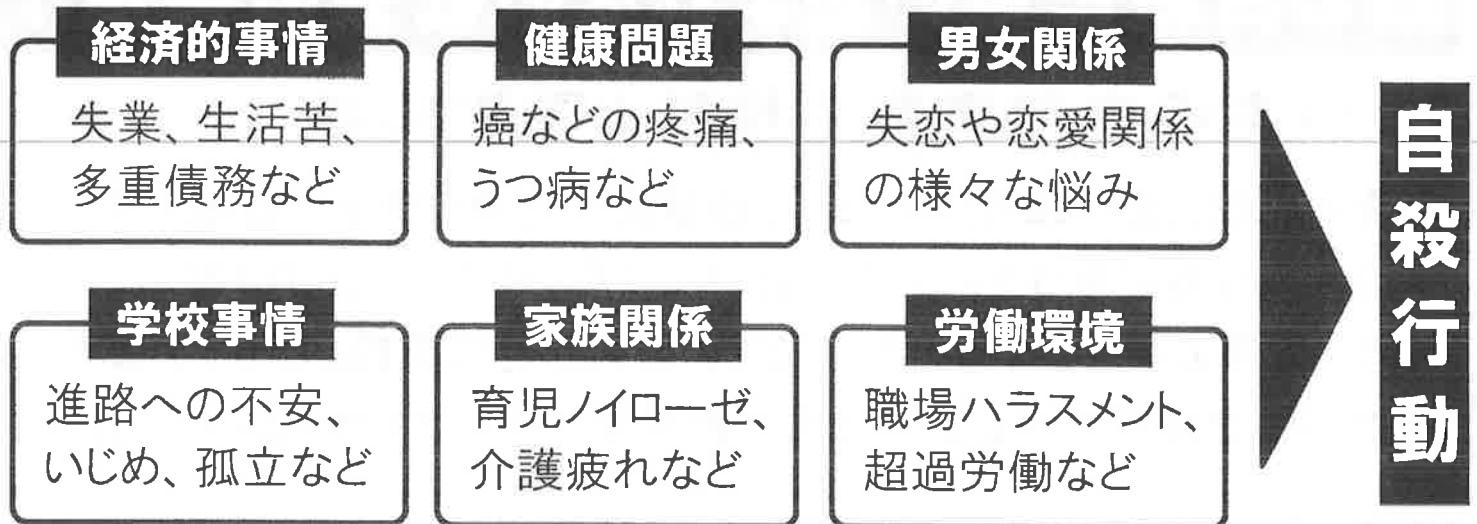 経済的事情
失業、生活苦、
多重債務など
健康問題
癌などの疼痛、
うつ病など
男女関係
失恋や恋愛関係
の様々な悩み
学校事情
進路への不安、
いじめ、孤立など
家族関係
育児ノイローゼ、
介護疲れなど
労働環境
職場ハラスメント、
超過労働など
自殺行動